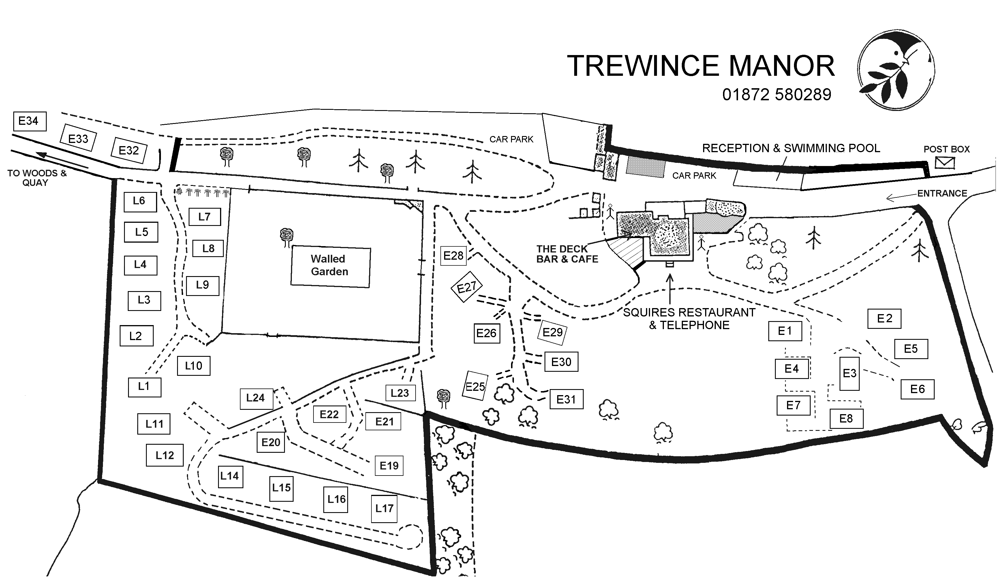 TREWINCE MANOR
01872 580289
E34
E33
E32
CAR PARK
RECEPTION & SWIMMING POOL
POST BOX
TO WOODS &
QUAY
CAR PARK
ENTRANCE
L6
L7
L5
L8
L4
L9
L3
L2
L10
L1
Walled
Garden
E28
E27
E26
E25
THE DECK
BAR & CAFE
SQUIRES RESTAURANT
& TELEPHONE
E29
E30
E31
E1
E2
E5
E4
E3
E6
E7
E8
L24
L23
E22
E21
L11
E20
L12
E19
L14
L15
L16
L17